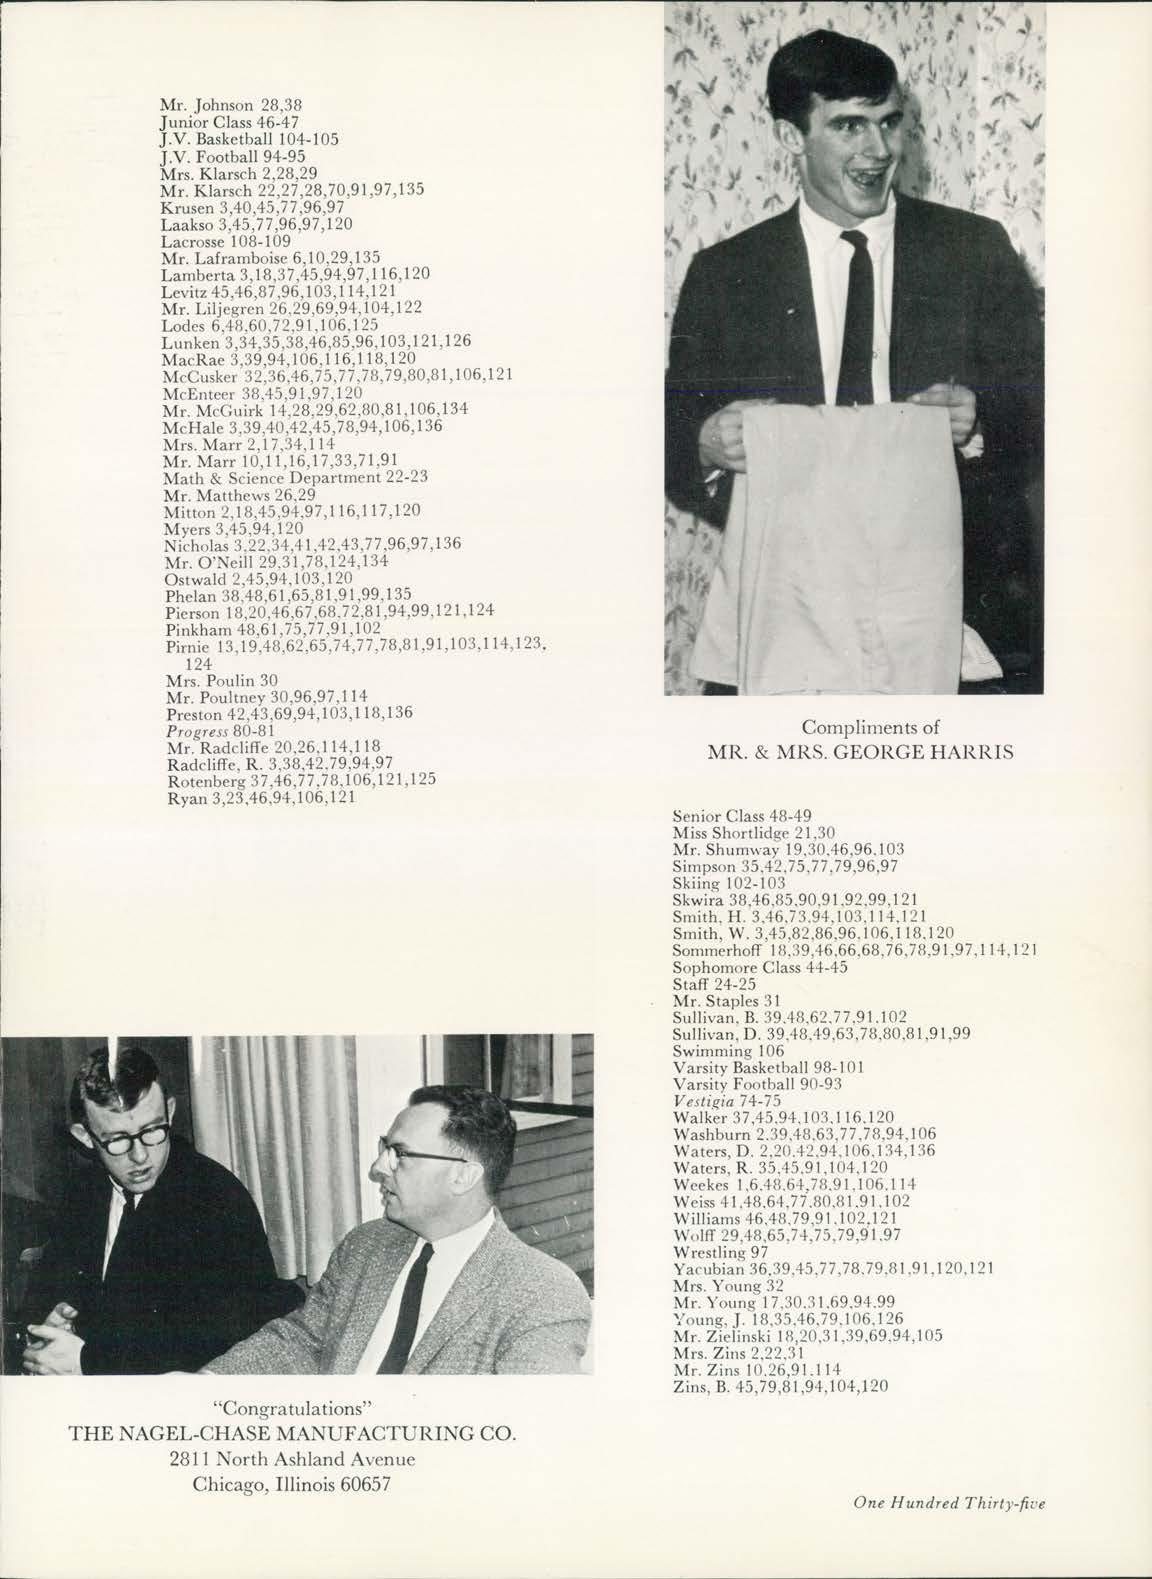 Mr. Johnson 28,38
Junior Class 46-47
J.V. Basketball 104-105
J.V. Football 94-95
Mrs. Klarsch 2,28,29
Mr. Klarsch 22,27,28,70,91,97,135
Krusen 3,40,45,77,96,97
Laakso 3,45,77,96,97,120
Lacrosse 108-109
Mr. Laframboise 6,10,29,135
Lamberta 3,18,37,45,94,97,116,120
Levitz 45,46,87,96,103,114,121
Mr. Liljegren 26,29,69,94,104,122
Lodes 6,48,60,72,91,106,125
Lunken 3,34,35,38,46,85,96,103,121,126
MacRae 3,39,94,106,116,118,120
McCusker 32,36,46,75,77,78,79,80,81,106,121
McEnteer 38,45,91,97,120
Mr. McGuirk 14,28,29,62,80,81,106,134
McHale 3,39,40,42,45,78,94,106,136
Mrs. Marr 2,17,34,114
Mr. Marr 10,11,16,17,33,71,91
Math & Science Department 22-23
Mr. Matthews 26,29
Mitton 2,18,45,94,97,116,117,120
Myers 3,45,94,120
Nicholas 3,22,34,41,42,43,77,96,97,136
Mr. O'Neill 29,31,78,124,134
Ostwald 2,45,94,103,120
Phelan 38,48,61,65,81,91,99,135
Pierson 18,20,46,67,68,72,81,94,99,121,124
Pinkham 48,61,75,77,91,102
Pirnie 13,19,48,62,65,74,77,78,81,91,103,114,123,
124
Mrs. Poulin 30
Mr. Poultney 30,96,97,114
Preston 42,43,69,94,103,118,136
Progress 80-81
Mr. Radcliffe 20,26,114,118
Radcliffe, R. 3,38,42,79,94,97
Rotenberg 37,46,77,78,106,121,125
Ryan 3,23,46,94,106,121
"Congratulations"
THE NAGEL-CHASE MANUFACTURING CO.
2811 North Ashland Avenue
Chicago, Illinois 60657
Compliments of
MR. & MRS. GEORGE HARRIS
Senior Class 48-49
Miss Shortlidge 21,30
Mr. Shumway 19,30,46,96,103
Simpson 35,42,75,77,79,96,97
Skiing 102-103
Skwira 38,46,85,90,91,92,99,121
Smith, H. 3,46,73,94,103,114,121
Smith, W. 3,45,82,86,96,106,118,120
Sommerhoff 18,39,46,66,68,76,78,91,97,114,121
Sophomore Class 44-45
Staff 24-25
Mr. Staples 31
Sullivan, B. 39,48,62,77,91,102
Sullivan, D. 39,48,49,63,78,80,81,91,99
Swimming 106
Varsity Basketball 98-101
Varsity Football 90-93
Vestigia 74-75
Walker 37,45,94,103,116,120
Washburn 2,39,48,63,77,78,94,106
Waters, D. 2,20,42,94,106,134,136
Waters, R. 35,45,91,104,120
Weekes 1,6,48,64,78,91,106,114
Weiss 41,48,64,77,80,81,91,102
Williams 46,48,79,91,102,121
Wolff 29,48,65,74,75,79,91,97
Wrestling 97
Yacubian 36,39,45,77,78,79,81,91,120,121
Mrs. Young 32
Mr. Young 17,30,31,69,94,99
Young, J. 18,35,46,79,106,126
Mr. Zielinski 18,20,31,39,69,94,105
Mrs. Zins 2,22,31
Mr. Zins 10,26,91,114
Zins, B. 45,79,81,94,104,120
One Hundred Thirty-five